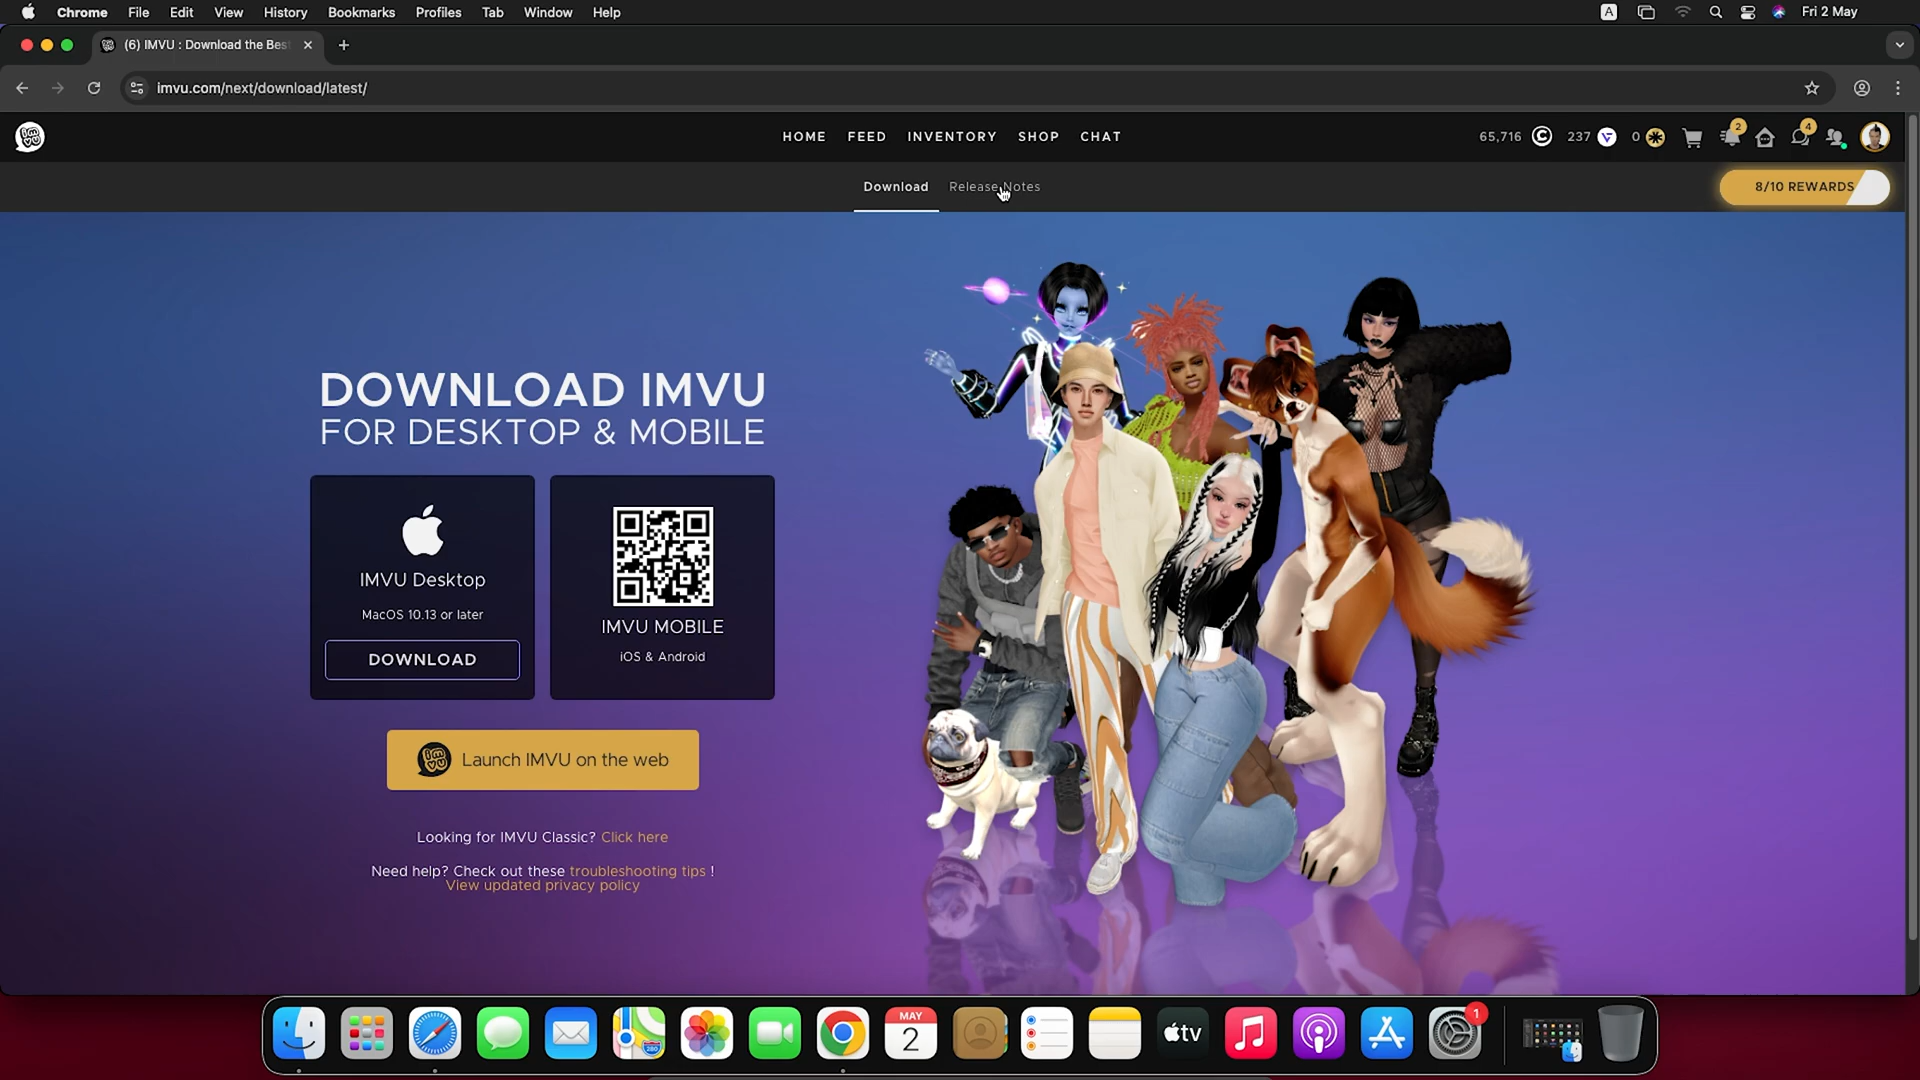 Chrome File Edit View History Bookmarks Profiles Tab Window Help A Fri 2 May
(6) IMVU : Download the Bes
imvu.com/next/download/latest/
HOME FEED INVENTORY SHOP CHAT 65,716 237 0 2 4
Download Release Notes 8/10 REWARDS
DOWNLOAD IMVU
FOR DESKTOP & MOBILE
IMVU Desktop
MacOS 10.13 or later
DOWNLOAD
IMVU MOBILE
iOS & Android
imvu Launch IMVU on the web
Looking for IMVU Classic? Click here
Need help? Check out these troubleshooting tips !
View updated privacy policy
MAY
2
280
tv
1